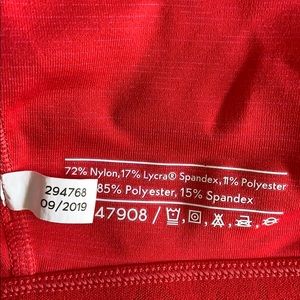 72% Nylon, 17% Lycra® Spandex, 11% Polyester
85% Polyester, 15% Spandex
47908 /
294768
09/2019